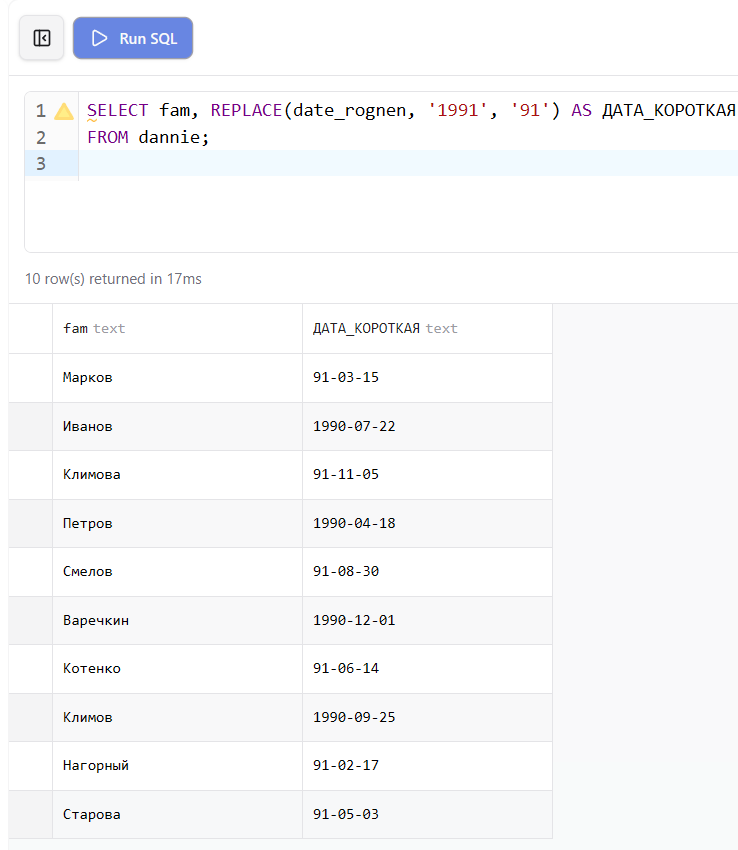 Run SQL
1 SELECT fam, REPLACE(date_rognen, '1991', '91') AS ДАТА_КОРОТКАЯ
2 FROM dannie;
3
10 row(s) returned in 17ms
fam text ДАТА_КОРОТКАЯ text
Марков 91-03-15
Иванов 1990-07-22
Климова 91-11-05
Петров 1990-04-18
Смелов 91-08-30
Варечкин 1990-12-01
Котенко 91-06-14
Климов 1990-09-25
Нагорный 91-02-17
Старова 91-05-03